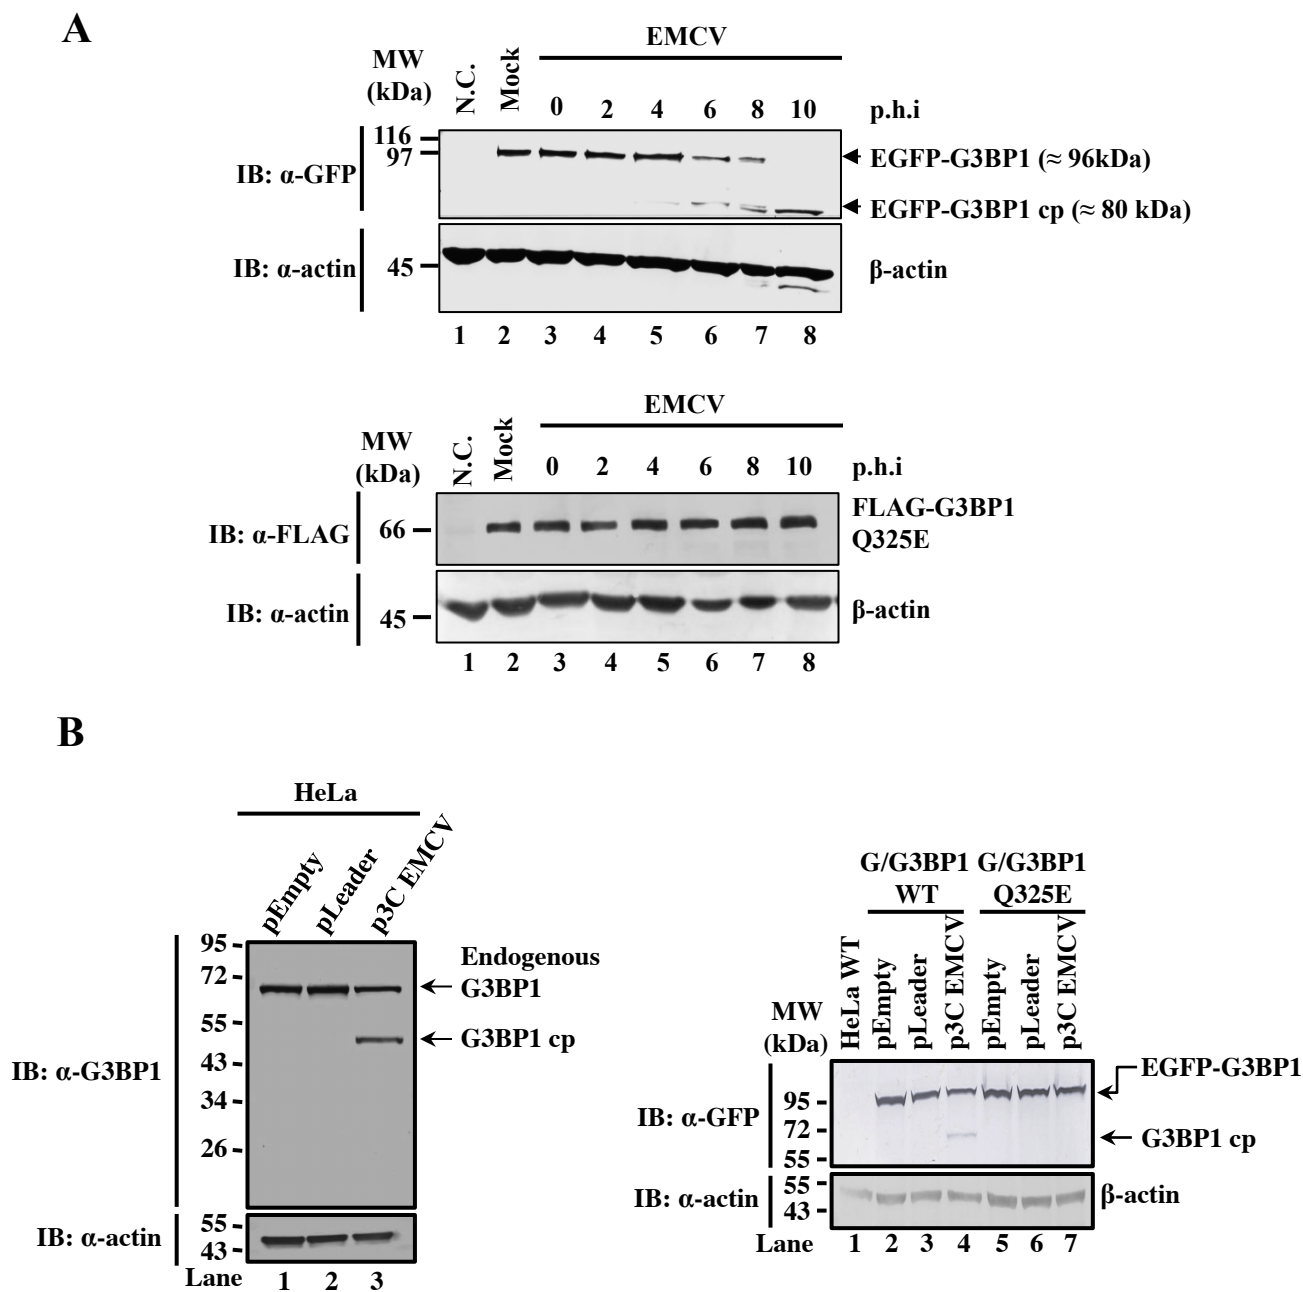 A
EMCV
MW
(kDa)
N.C.
Mock
0 2 4 6 8 10 p.h.i
116
97
IB: α-GFP
EGFP-G3BP1 (≈ 96kDa)
EGFP-G3BP1 cp (≈ 80 kDa)
IB: α-actin
45
β-actin
1 2 3 4 5 6 7 8
EMCV
MW
(kDa)
N.C.
Mock
0 2 4 6 8 10 p.h.i
IB: α-FLAG
66
FLAG-G3BP1
Q325E
IB: α-actin
45
β-actin
1 2 3 4 5 6 7 8
B
HeLa
pEmpty
pLeader
p3C EMCV
95
72
55
43
34
26
IB: α-G3BP1
Endogenous
G3BP1
G3BP1 cp
IB: α-actin
55
43
Lane 1 2 3
G/G3BP1
WT
G/G3BP1
Q325E
MW
(kDa)
HeLa WT
pEmpty
pLeader
p3C EMCV
pEmpty
pLeader
p3C EMCV
IB: α-GFP
95
72
55
EGFP-G3BP1
G3BP1 cp
IB: α-actin
55
43
β-actin
Lane 1 2 3 4 5 6 7